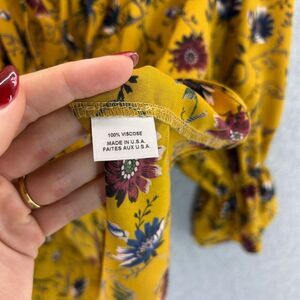 100% VISCOSE
MADE IN U.S.A.
FAITES AUX U.S.A.